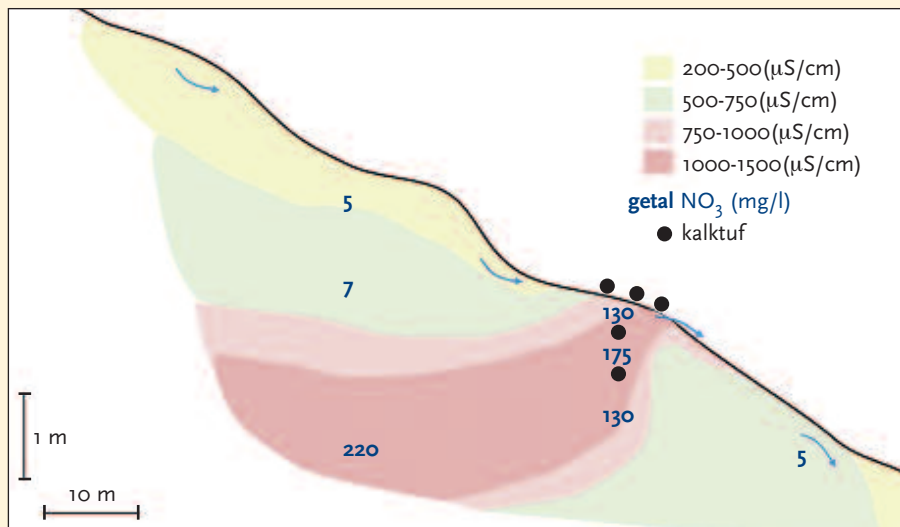 200-500(µS/cm)
500-750(µS/cm)
750-1000(µS/cm)
1000-1500(µS/cm)
getal NO₃ (mg/l)
kalktuf
5
7
130
175
130
220
5
1 m
10 m